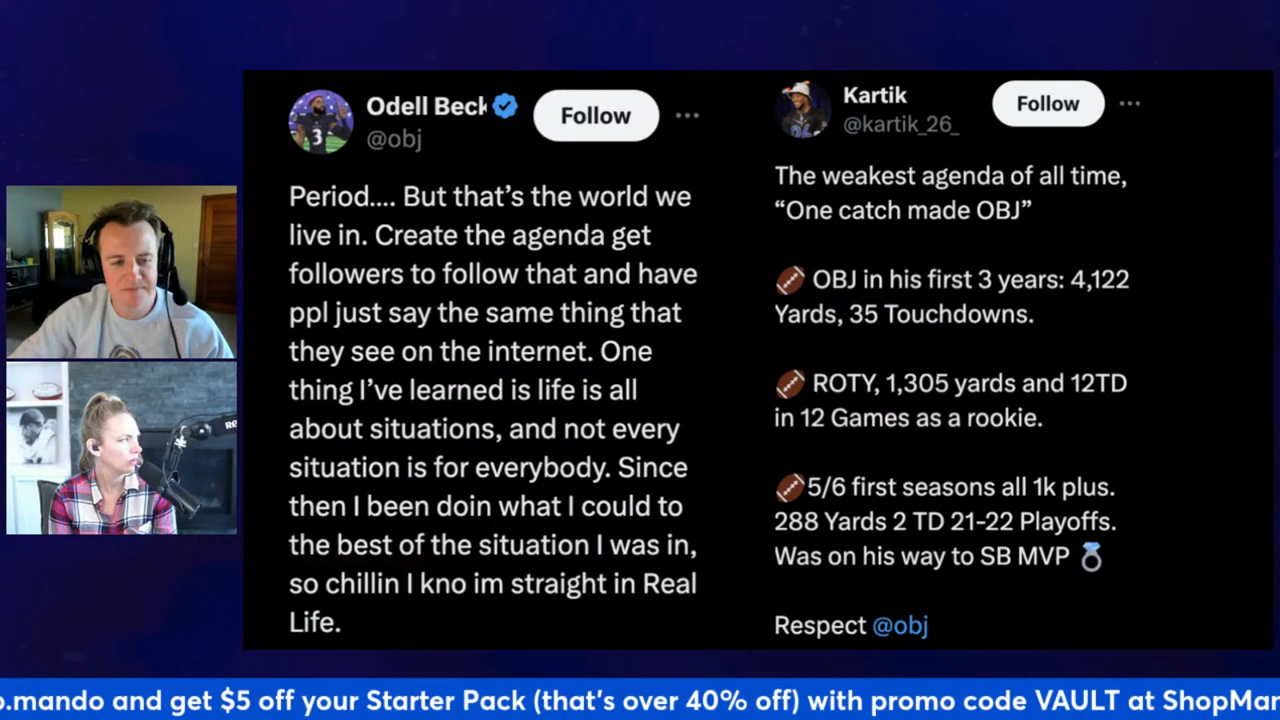 Odell Beck
@obj
Follow
Period.... But that's the world we
live in. Create the agenda get
followers to follow that and have
ppl just say the same thing that
they see on the internet. One
thing I've learned is life is all
about situations, and not every
situation is for everybody. Since
then I been doin what I could to
the best of the situation I was in,
so chillin I kno im straight in Real
Life.
Kartik
@kartik_26_
Follow
The weakest agenda of all time,
“One catch made OBJ”
🏈 OBJ in his first 3 years: 4,122
Yards, 35 Touchdowns.
🏈 ROTY, 1,305 yards and 12TD
in 12 Games as a rookie.
🏈5/6 first seasons all 1k plus.
288 Yards 2 TD 21-22 Playoffs.
Was on his way to SB MVP 💍
Respect @obj
3
p.mando and get $5 off your Starter Pack (that's over 40% off) with promo code VAULT at ShopMan